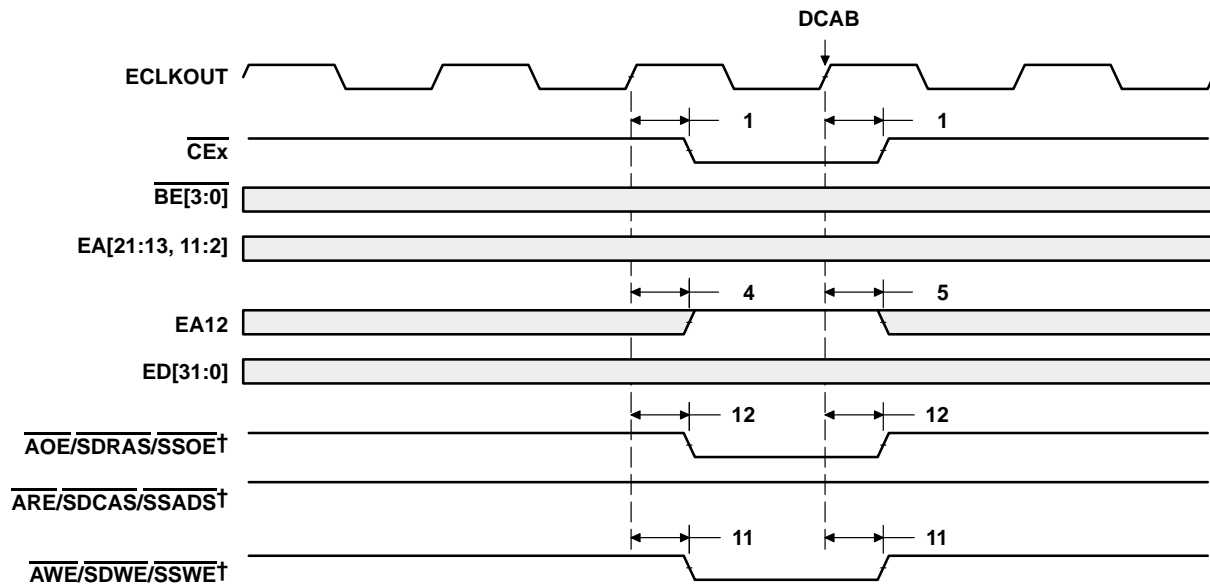 DCAB
ECLKOUT
1 1
CEx
BE[3:0]
EA[21:13, 11:2]
4 5
EA12
ED[31:0]
12 12
AOE/SDRAS/SSOE†
ARE/SDCAS/SSADS†
11 11
AWE/SDWE/SSWE†